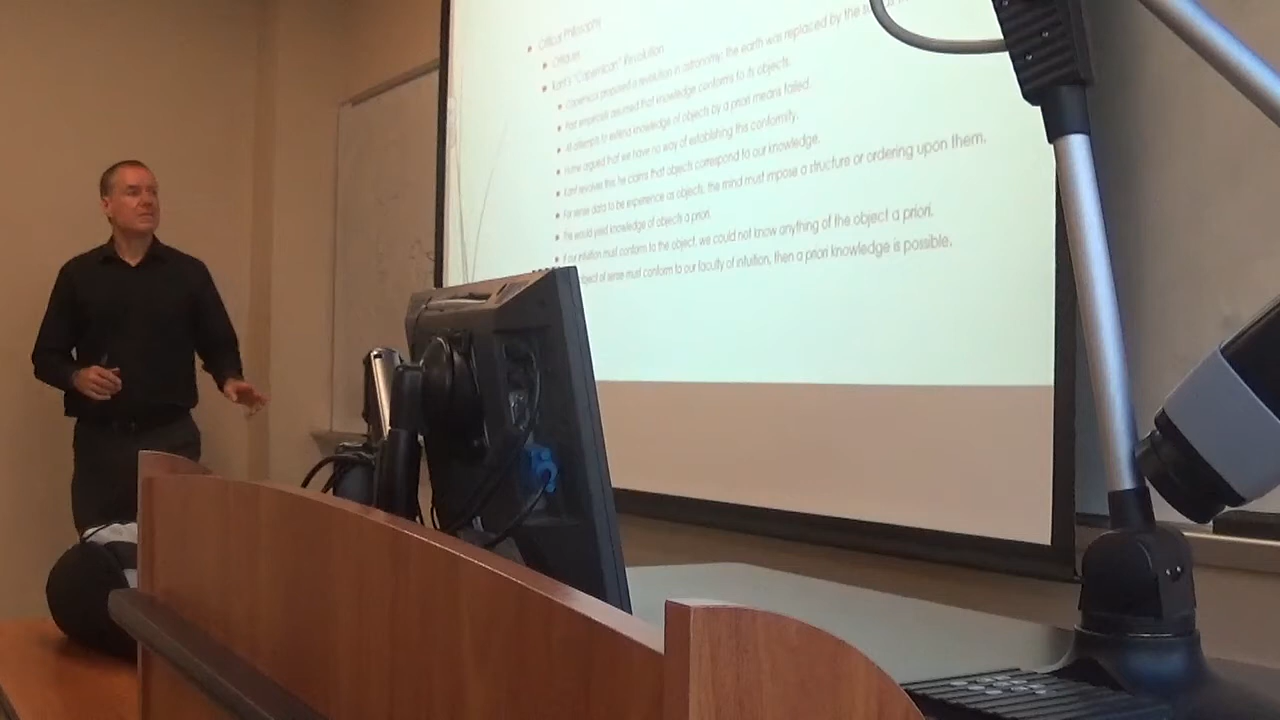 Critical Philosophy
Critiques
Kant's "Copernican" Revolution
Copernicus proposed a revolution in astronomy: the earth was replaced by the
Past empiricists assumed that knowledge conforms to its objects.
All attempts to extend knowledge of objects by a priori means failed
Hume argued that we have no way of establishing this conformity.
Kant revolves this: he claims that objects correspond to our knowledge.
For sense data to be experience as objects, the mind must impose a structure or ordering upon them.
This would yield knowledge of objects a priori.
If our intuition must conform to the object, we could not know anything of the object a priori.
object of sense must conform to our faculty of intuition, then a priori knowledge is possible.